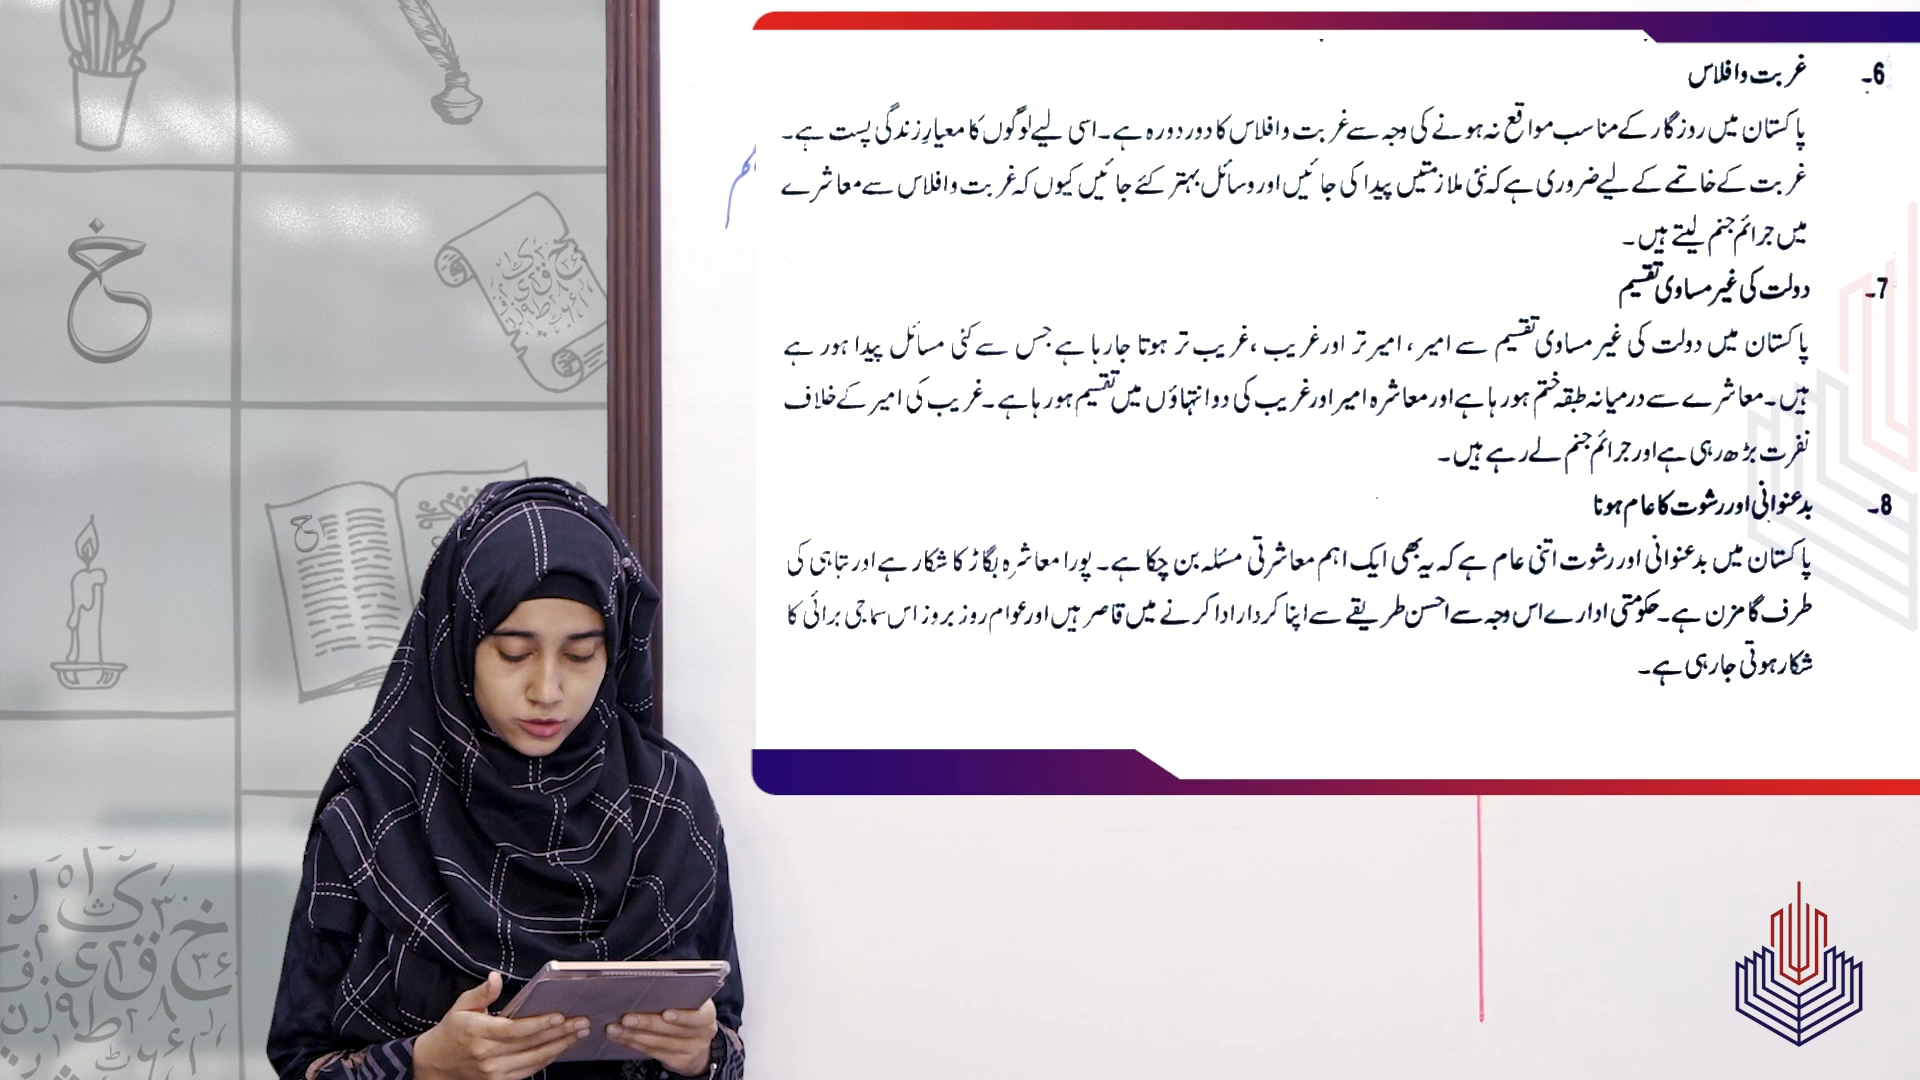 6۔ غربت و افلاس
پاکستان میں روزگار کے مناسب مواقع نہ ہونے کی وجہ سے غربت و افلاس کا دور دورہ ہے۔ اسی لیے لوگوں کا معیارِ زندگی پست ہے۔
غربت کے خاتمے کے لیے ضروری ہے کہ نئی ملازمتیں پیدا کی جائیں اور وسائل بہتر کئے جائیں کیوں کہ غربت و افلاس سے معاشرے
میں جرائم جنم لیتے ہیں۔
7۔ دولت کی غیر مساوی تقسیم
پاکستان میں دولت کی غیر مساوی تقسیم سے امیر، امیر تر اور غریب، غریب تر ہوتا جا رہا ہے جس سے کئی مسائل پیدا ہو رہے
ہیں۔ معاشرے سے درمیانہ طبقہ ختم ہو رہا ہے اور معاشرہ امیر اور غریب کی دو انتہاؤں میں تقسیم ہو رہا ہے۔ غریب کی امیر کے خلاف
نفرت بڑھ رہی ہے اور جرائم جنم لے رہے ہیں۔
8۔ بدعنوانی اور رشوت کا عام ہونا
پاکستان میں بدعنوانی اور رشوت اتنی عام ہے کہ یہ بھی ایک اہم معاشرتی مسئلہ بن چکا ہے۔ پورا معاشرہ بگاڑ کا شکار ہے اور تباہی کی
طرف گامزن ہے۔ حکومتی ادارے اس وجہ سے احسن طریقے سے اپنا کردار ادا کرنے میں قاصر ہیں اور عوام روز بروز اس سماجی برائی کا
شکار ہوتی جا رہی ہے۔